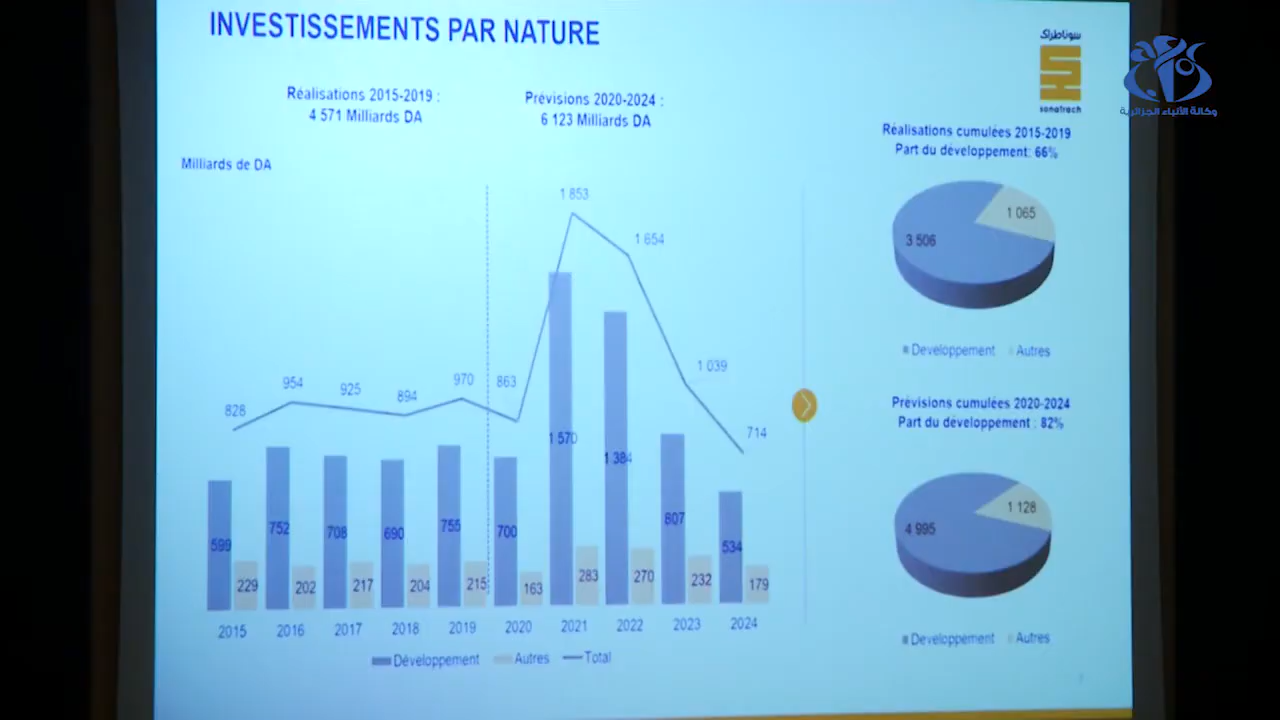 INVESTISSEMENTS PAR NATURE
سوناطراك
sonatrach
وكالة الأنباء الجزائرية
Réalisations 2015-2019 :
4 571 Milliards DA
Prévisions 2020-2024 :
6 123 Milliards DA
Milliards de DA
828
954
925
894
970
863
1 853
1 654
1 039
714
599
752
708
690
755
700
1 570
1 384
807
534
229
202
217
204
215
163
283
270
232
179
2015
2016
2017
2018
2019
2020
2021
2022
2023
2024
Développement
Autres
Total
Réalisations cumulées 2015-2019
Part du développement: 66%
1 065
3 506
Developpement
Autres
Prévisions cumulées 2020-2024
Part du développement : 82%
1 128
4 995
Developpement
Autres